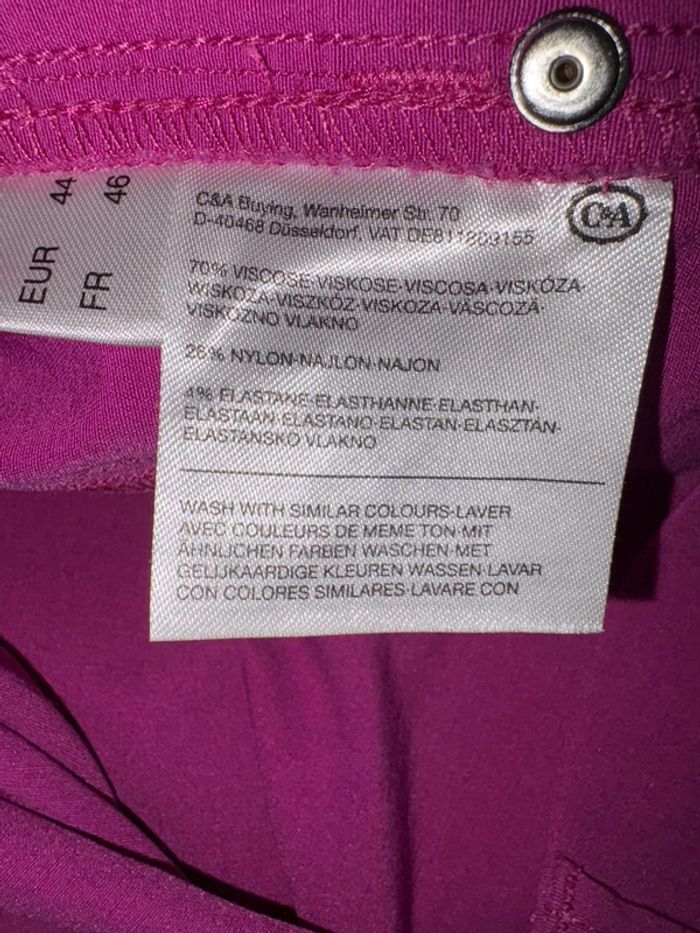 EUR 44
FR 46
C&A
C&A Buying, Wanheimer Str. 70
D-40468 Düsseldorf, VAT DE811809155
70% VISCOSE·VISKOSE·VISCOSA·VISKÓZA·
WISKOZA·VISZKÓZ·VISKOZA·VÂSCOZÄ·
VISKOZNO VLAKNO
26% NYLON·NAJLON·NAJON
4% ELASTANE·ELASTHANNE·ELASTHAN·
ELASTAAN·ELASTANO·ELASTAN·ELASZTÁN·
ELASTANSKO VLAKNO
WASH WITH SIMILAR COLOURS·LAVER
AVEC COULEURS DE MEME TON·MIT
ÄHNLICHEN FARBEN WASCHEN·MET
GELIJKAARDIGE KLEUREN WASSEN·LAVAR
CON COLORES SIMILARES·LAVARE CON